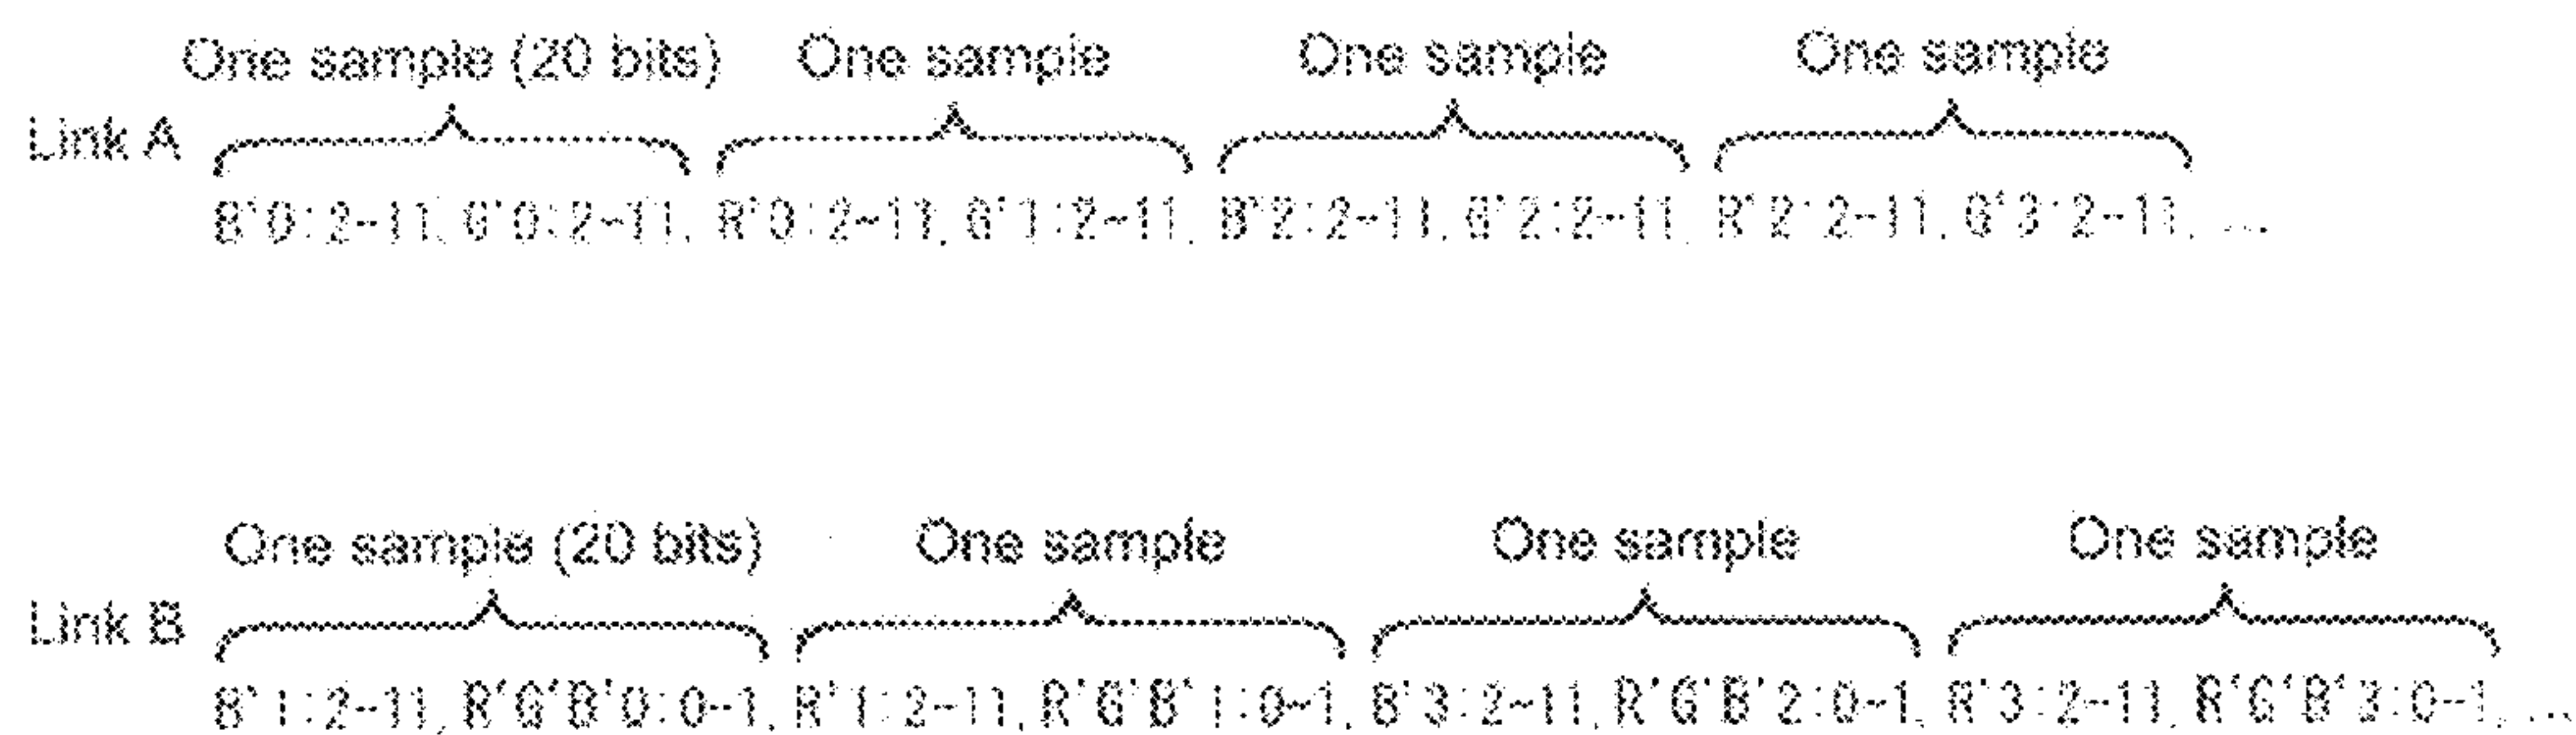 One sample (20 bits) One sample One sample One sample
Link A
B'0:2-11, G'0:2-11, R'0:2-11, G'1:2-11, B'2:2-11, G'2:2-11, R'2:2-11, G'3:2-11, ...
One sample (20 bits) One sample One sample One sample
Link B
B'1:2-11, R'G'B'0:0-1, R'1:2-11, R'G'B'1:0-1, B'3:2-11, R'G'B'2:0-1, R'3:2-11, R'G'B'3:0-1, ...